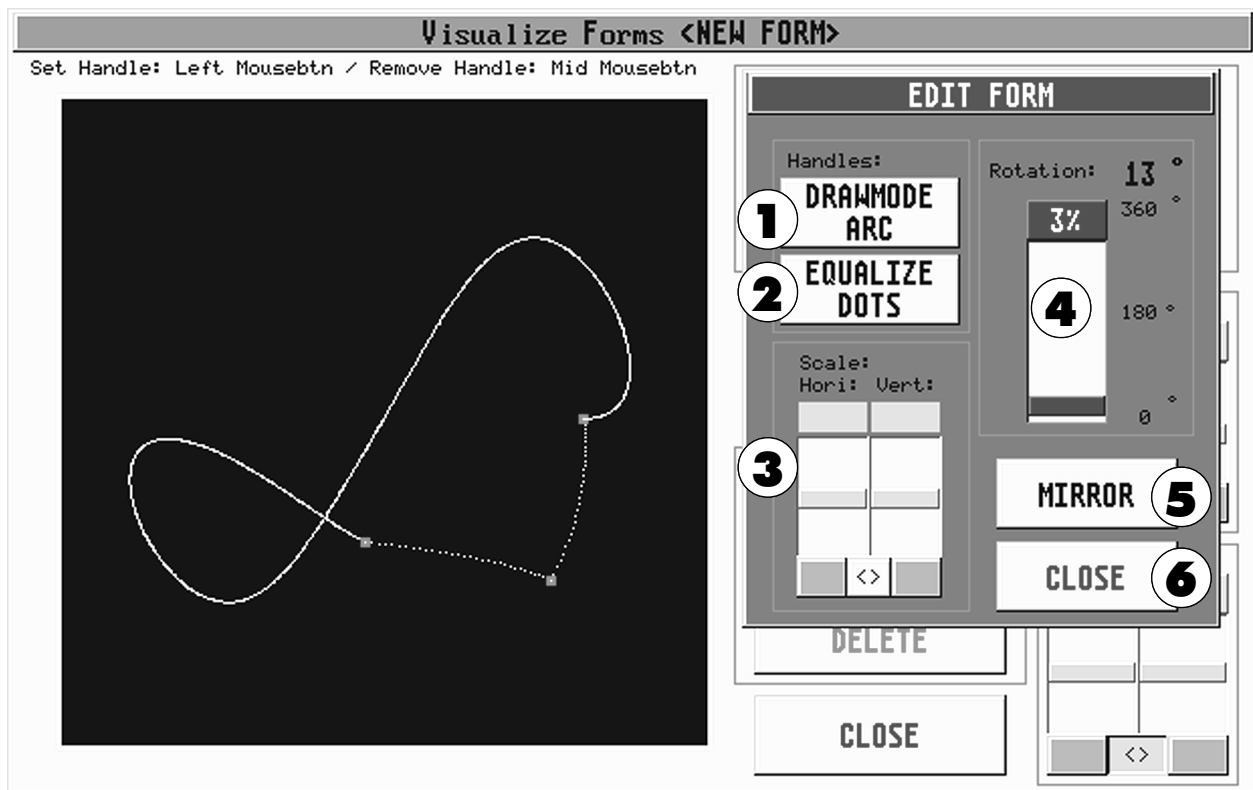 Visualize Forms <NEW FORM>
Set Handle: Left Mousebtn / Remove Handle: Mid Mousebtn
EDIT FORM
Handles:
1
DRAWMODE
ARC
2
EQUALIZE
DOTS
Rotation: 13 °
360 °
3%
4
180 °
0 °
Scale:
Hori: Vert:
3
<>
MIRROR
5
CLOSE
6
DELETE
CLOSE
<>